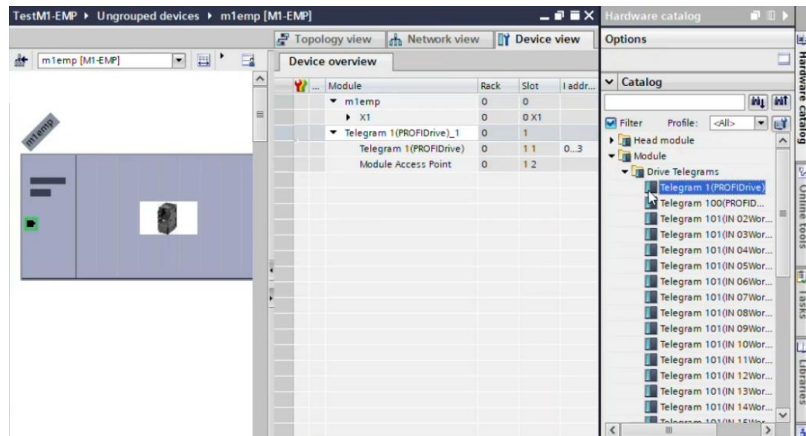 TestM1-EMP ▸ Ungrouped devices ▸ m1emp [M1-EMP]
Topology view
Network view
Device view
m1emp [M1-EMP]
m1emp
Device overview
... Module Rack Slot I addr...
m1emp 0 0
X1 0 0 X1
Telegram 1(PROFIDrive)_1 0 1
Telegram 1(PROFIDrive) 0 1 1 0...3
Module Access Point 0 1 2
Hardware catalog
Options
Catalog
Filter Profile: <All>
Head module
Module
Drive Telegrams
Telegram 1(PROFIDrive)
Telegram 100(PROFID...
Telegram 101(IN 02Wor...
Telegram 101(IN 03Wor...
Telegram 101(IN 04Wor...
Telegram 101(IN 05Wor...
Telegram 101(IN 06Wor...
Telegram 101(IN 07Wor...
Telegram 101(IN 08Wor...
Telegram 101(IN 09Wor...
Telegram 101(IN 10Wor...
Telegram 101(IN 11Wor...
Telegram 101(IN 12Wor...
Telegram 101(IN 13Wor...
Telegram 101(IN 14Wor...
Telegram 101(IN 15Wor...
Hardware catalog
Online tools
Tasks
Libraries